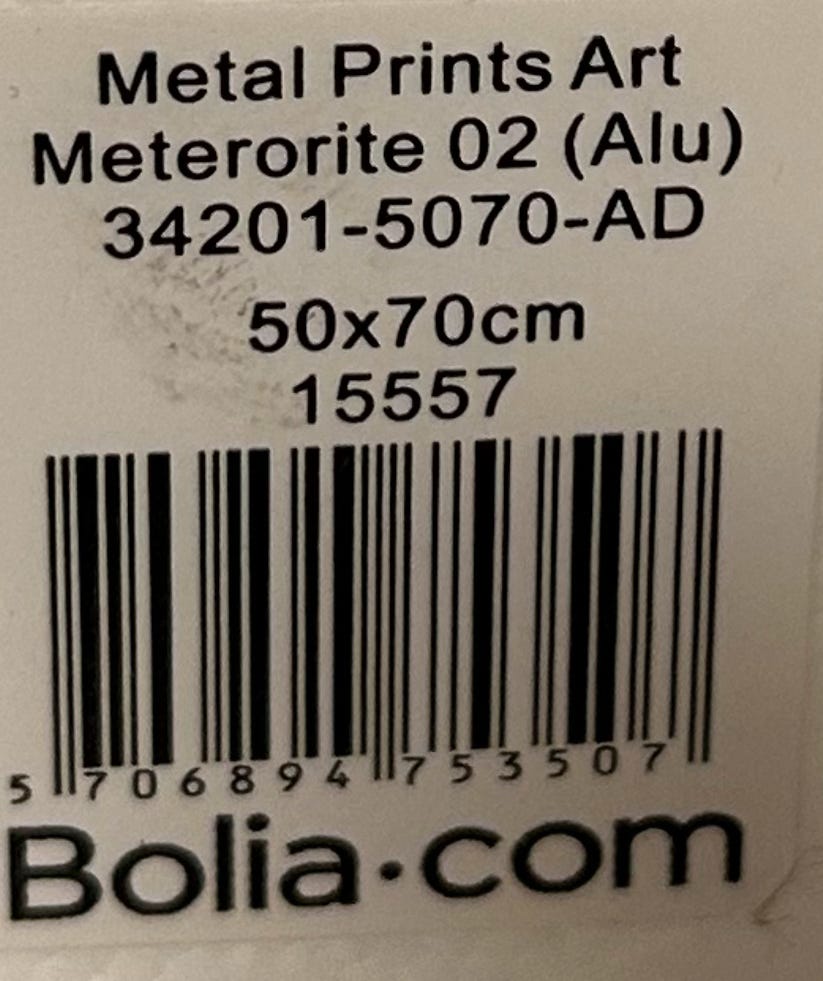 Metal Prints Art
Meterorite 02 (Alu)
34201-5070-AD
50x70cm
15557
5 706894 753507
Bolia.com